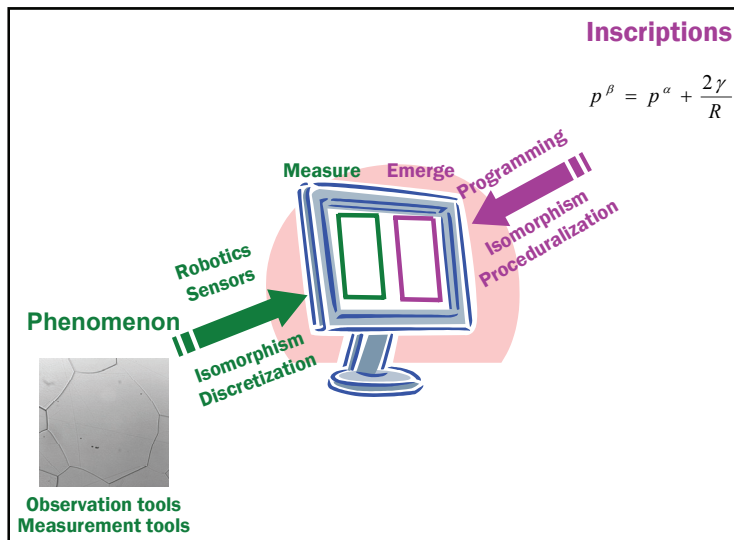 Inscriptions
p^β = p^α + 2γ/R
Measure
Emerge
Programming
Isomorphism
Proceduralization
Robotics
Sensors
Phenomenon
Isomorphism
Discretization
Observation tools
Measurement tools